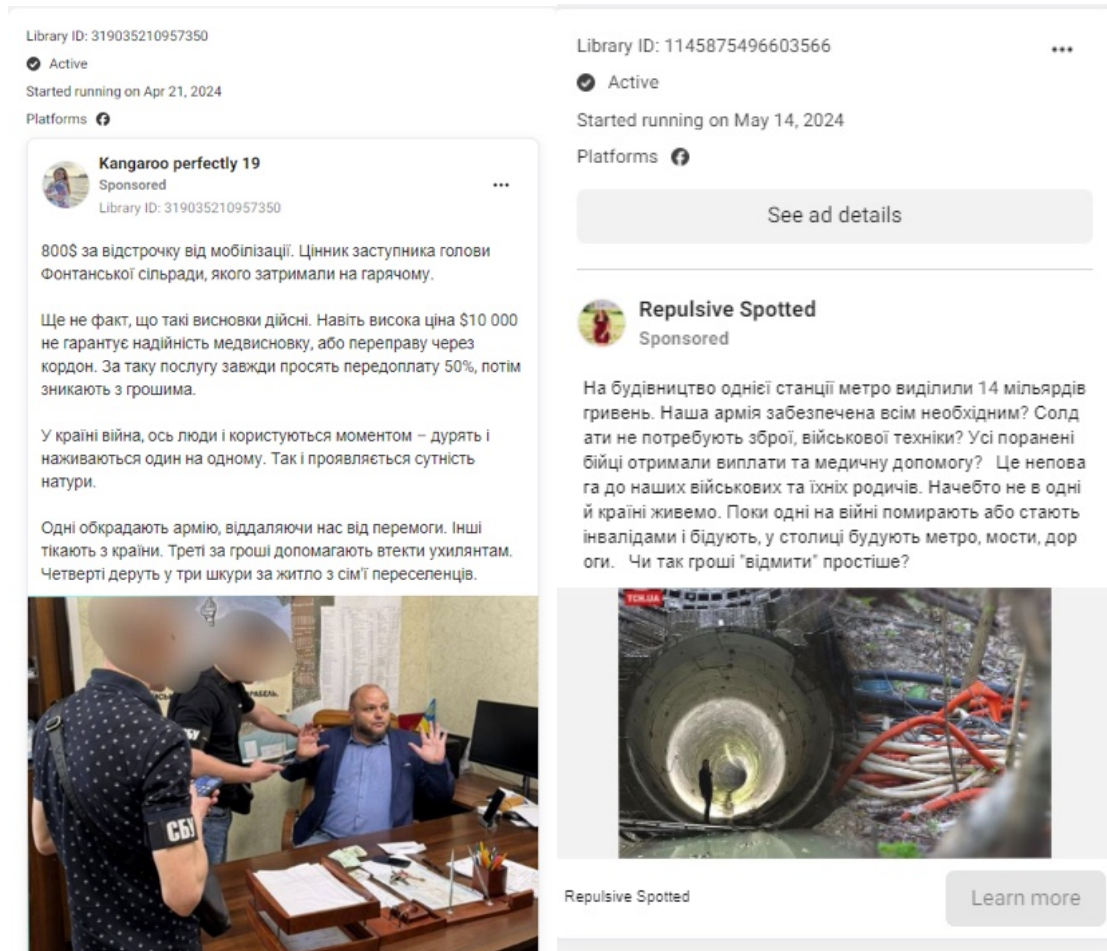 Library ID: 319035210957350
Active
Started running on Apr 21, 2024
Platforms
Kangaroo perfectly 19
Sponsored
Library ID: 319035210957350
800$ за відстрочку від мобілізації. Цінник заступника голови
Фонтанської сільради, якого затримали на гарячому.
Ще не факт, що такі висновки дійсні. Навіть висока ціна $10 000
не гарантує надійність медвисновку, або переправу через
кордон. За таку послугу завжди просять передоплату 50%, потім
зникають з грошима.
У країні війна, ось люди і користуються моментом – дурять і
наживаються один на одному. Так і проявляється сутність
натури.
Одні обкрадають армію, віддаляючи нас від перемоги. Інші
тікають з країни. Треті за гроші допомагають втекти ухилянтам.
Четверті деруть у три шкури за житло з сім'ї переселенців.
СБУ
Library ID: 1145875496603566
Active
Started running on May 14, 2024
Platforms
See ad details
Repulsive Spotted
Sponsored
На будівництво однієї станції метро виділили 14 мільярдів
гривень. Наша армія забезпечена всім необхідним? Солд
ати не потребують зброї, військової техніки? Усі поранені
бійці отримали виплати та медичну допомогу? Це непова
га до наших військових та їхніх родичів. Начебто не в одні
й країні живемо. Поки одні на війні помирають або стають
інвалідами і бідують, у столиці будують метро, мости, дор
оги. Чи так гроші "відмити" простіше?
ТСН.UA
Repulsive Spotted
Learn more